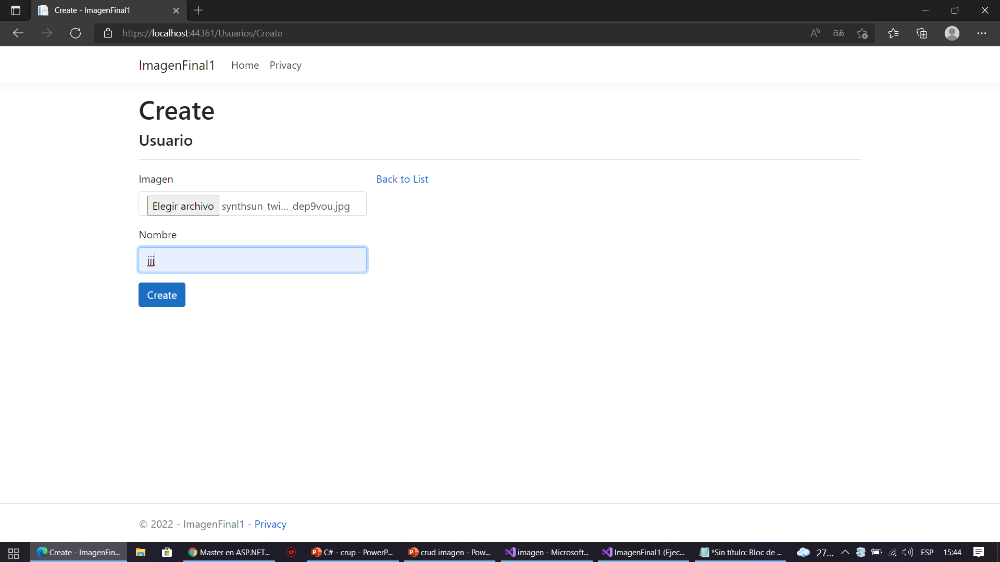 Create - ImagenFinal1
https://localhost:44361/Usuarios/Create
ImagenFinal1 Home Privacy
Create
Usuario
Imagen
Back to List
Elegir archivo synthsun_twi..._dep9vou.jpg
Nombre
jjj
Create
© 2022 - ImagenFinal1 - Privacy
Create - ImagenFin... Master en ASP.NET... C# - crup - PowerP... crud imagen - Pow... imagen - Microsoft... ImagenFinal1 (Ejec... *Sin título: Bloc de ... 27... ESP 15:44